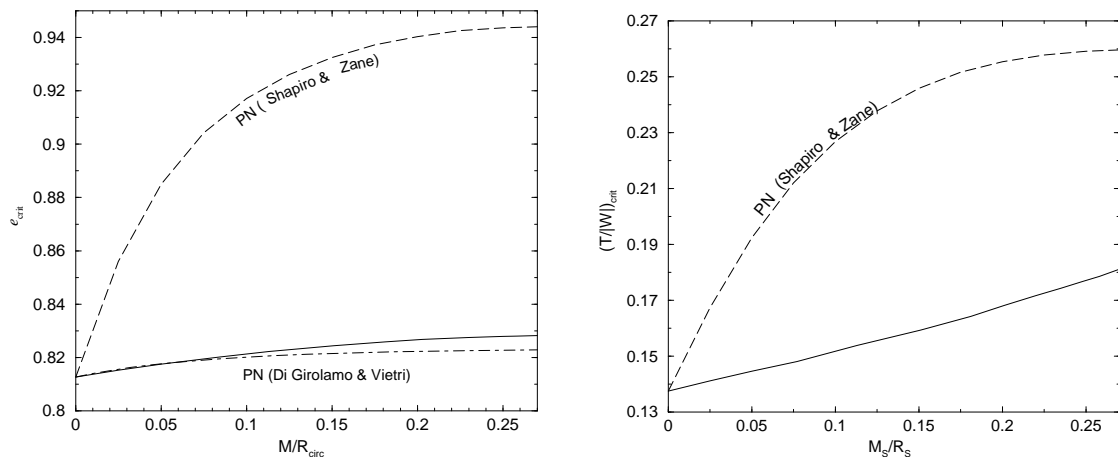 0.94
0.92
0.9
0.88
0.86
0.84
0.82
0.8
e_crit
PN ( Shapiro & Zane)
PN (Di Girolamo & Vietri)
0 0.05 0.1 0.15 0.2 0.25
M/R_circ
0.27
0.25
0.23
0.21
0.19
0.17
0.15
0.13
(T/|W|)_crit
PN (Shapiro & Zane)
0 0.05 0.1 0.15 0.2 0.25
M_S/R_S